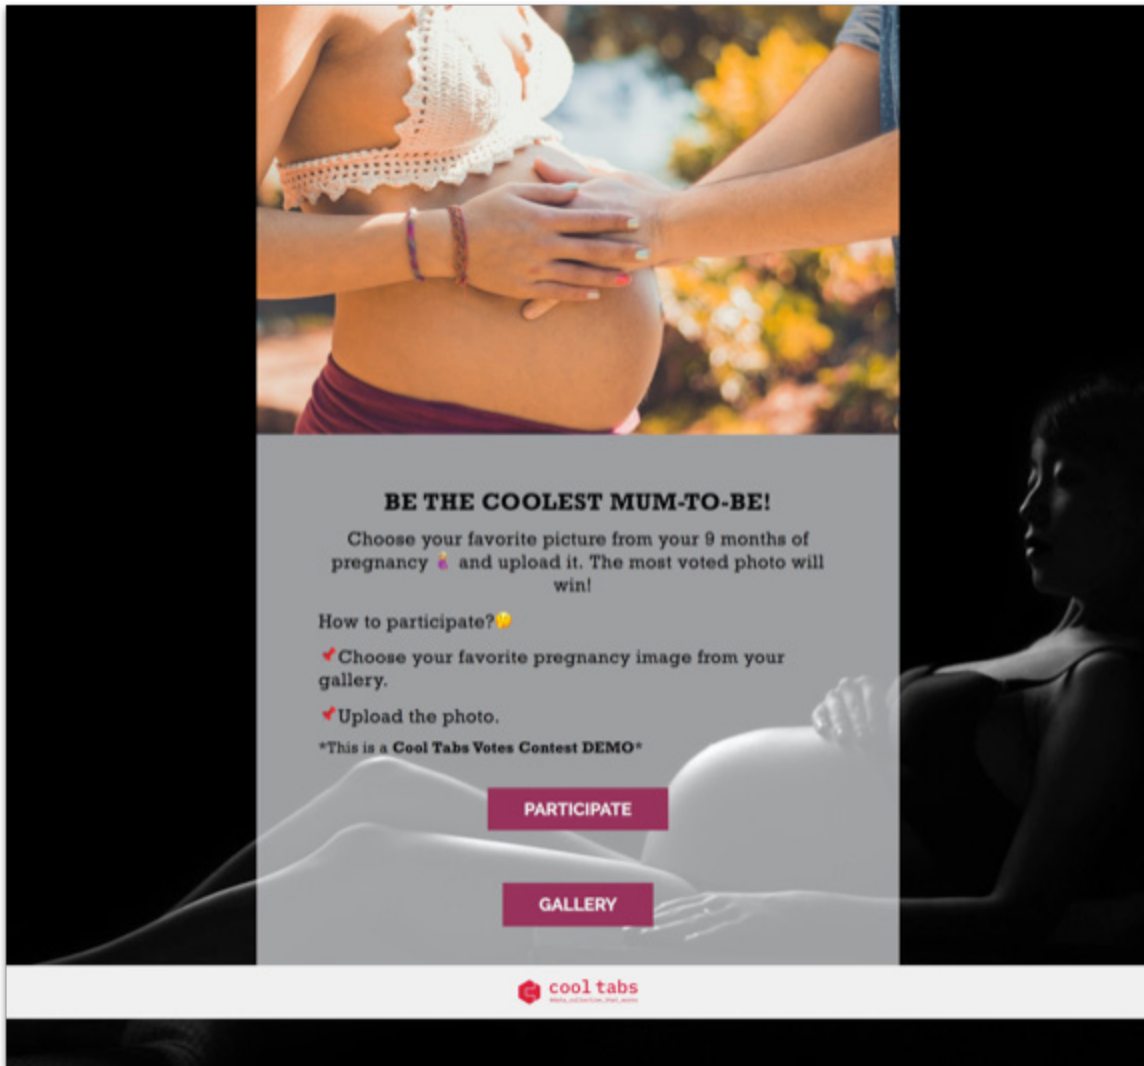 BE THE COOLEST MUM-TO-BE!
Choose your favorite picture from your 9 months of
pregnancy 🤰 and upload it. The most voted photo will
win!
How to participate?🤔
📌Choose your favorite pregnancy image from your
gallery.
📌Upload the photo.
*This is a Cool Tabs Votes Contest DEMO*
PARTICIPATE
GALLERY
cool tabs